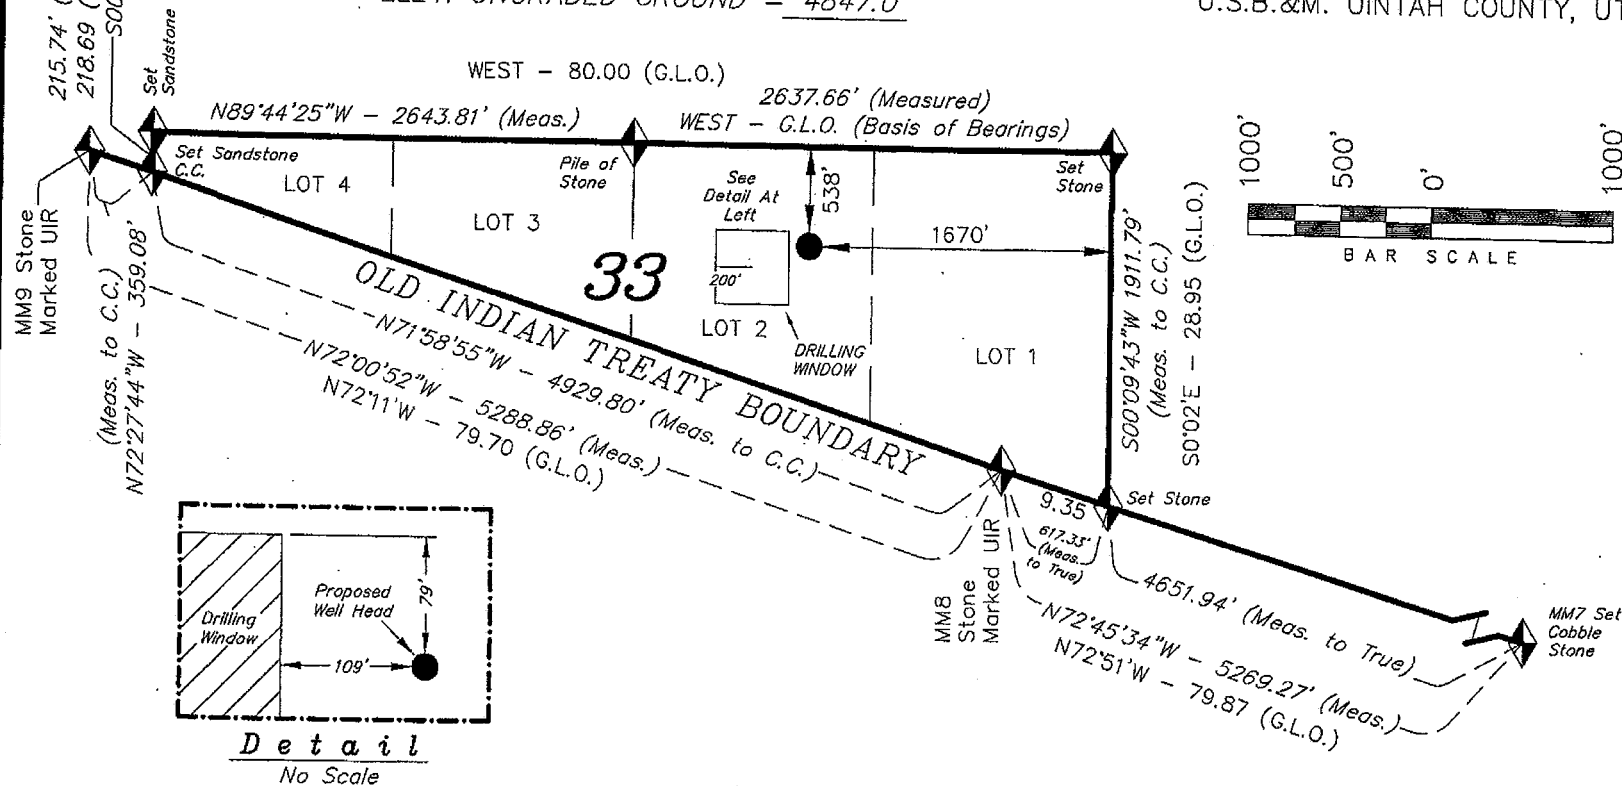 ELEV. UNGRADED GROUND = 4847.0'
U.S.B.&M. UINTAH COUNTY, UT
215.74'
218.69
S00
Set
Sandstone
WEST – 80.00 (G.L.O.)
N89°44'25"W – 2643.81' (Meas.)
2637.66' (Measured)
WEST – G.L.O. (Basis of Bearings)
Set Sandstone
C.C.
LOT 4
Pile of
Stone
LOT 3
See
Detail At
Left
538'
Set
Stone
1670'
200'
33
LOT 2
DRILLING
WINDOW
LOT 1
1000'
500'
0'
1000'
BAR SCALE
MM9 Stone
Marked UIR
(Meas. to C.C.)
N72°27'44"W – 359.08'
OLD INDIAN TREATY BOUNDARY
N71°58'55"W – 4929.80' (Meas. to C.C.)
N72°00'52"W – 5288.86' (Meas.)
N72°11'W – 79.70 (G.L.O.)
S00°09'43"W 1911.79'
(Meas. to C.C.)
S0°02'E – 28.95 (G.L.O.)
9.35
Set Stone
617.33'
(Meas.
to True)
MM8
Stone
Marked UIR
4651.94' (Meas. to True)
N72°45'34"W – 5269.27' (Meas.)
N72°51'W – 79.87 (G.L.O.)
MM7 Set
Cobble
Stone
Drilling
Window
Proposed
Well Head
79'
109'
Detail
No Scale